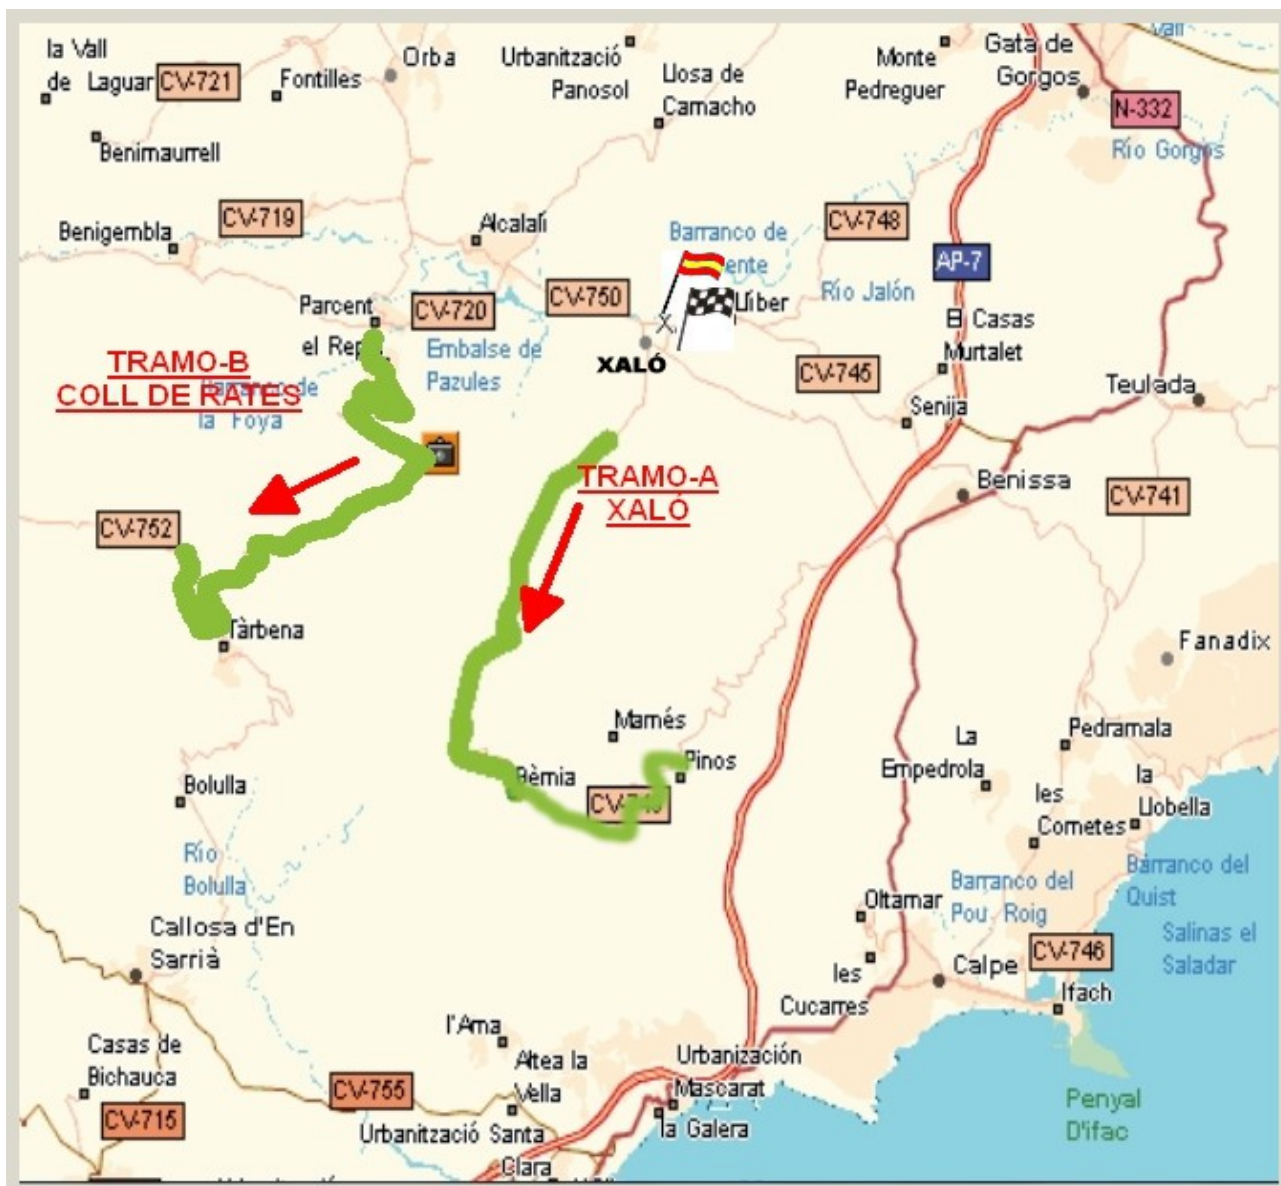 la Vall
de Laguar
CV-721
Fontilles
Orba
Urbanització
Panosol
Llosa de
Camacho
Monte
Pedreguer
Gata de
Gorgos
Vall
N-332
Río Gorgos
Benimaurrell
CV-719
Benigembla
Alcalalí
Barranco de
ente
CV-748
AP-7
Río Jalón
Parcent
CV-720
CV-750
Llíber
El Casas
Murtalet
el Rep
Embalse de
Pazules
XALÓ
CV-745
Teulada
TRAMO-B
COLL DE RATES
de
la Foya
Senija
TRAMO-A
XALÓ
Benissa
CV-741
CV-752
Tàrbena
Fanadix
Marnés
Pinos
La
Empedrola
Pedramala
la
Llobella
les
Cometes
Bèrnia
Bolulla
Río
Bolulla
Barranco del
Quist
Barranco del
Pou Roig
Oltamar
Salinas el
Saladar
CV-746
Callosa d'En
Sarrià
les
Cucarres
Calpe
Ifach
l'Ama
Altea la
Vella
Urbanización
Mascarat
la Galera
Casas de
Bichauca
CV-755
CV-715
Urbanització Santa
Clara
Penyal
D'ifac